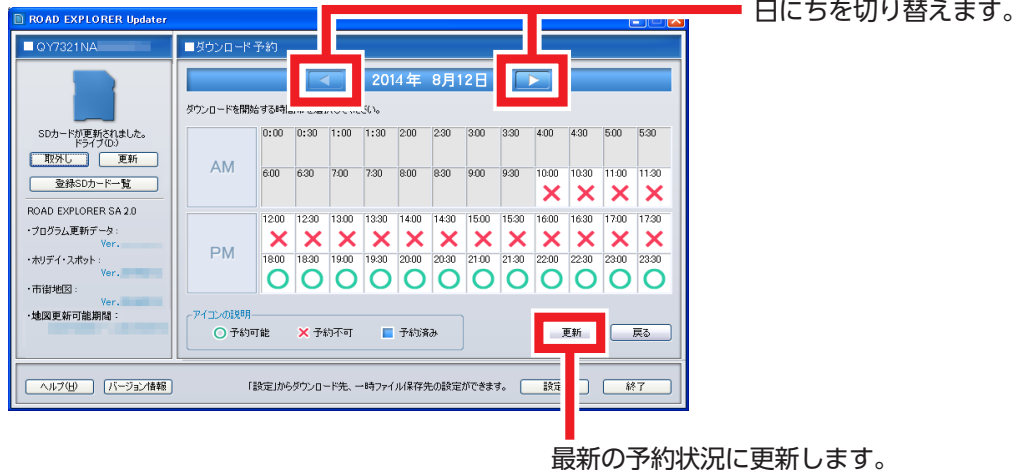 日にちを切り替えます。
ROAD EXPLORER Updater
■QY7321NA
■ダウンロード予約
2014年 8月12日
ダウンロードを開始する時間
SDカードが更新されました。
ドライブ(D:)
取外し 更新
登録SDカード一覧
ROAD EXPLORER SA 2.0
・プログラム更新データ:
Ver.
・ホリデイ・スポット:
Ver.
・市街地図:
Ver.
・地図更新可能期間:
AM
0:00 0:30 1:00 1:30 2:00 2:30 3:00 3:30 4:00 4:30 5:00 5:30
6:00 6:30 7:00 7:30 8:00 8:30 9:00 9:30 10:00 10:30 11:00 11:30
PM
12:00 12:30 13:00 13:30 14:00 14:30 15:00 15:30 16:00 16:30 17:00 17:30
18:00 18:30 19:00 19:30 20:00 20:30 21:00 21:30 22:00 22:30 23:00 23:30
アイコンの説明
予約可能 予約不可 予約済み
更新 戻る
ヘルプ(H) バージョン情報 「設定」からダウンロード先、一時ファイル保存先の設定ができます。 設定 終了
最新の予約状況に更新します。